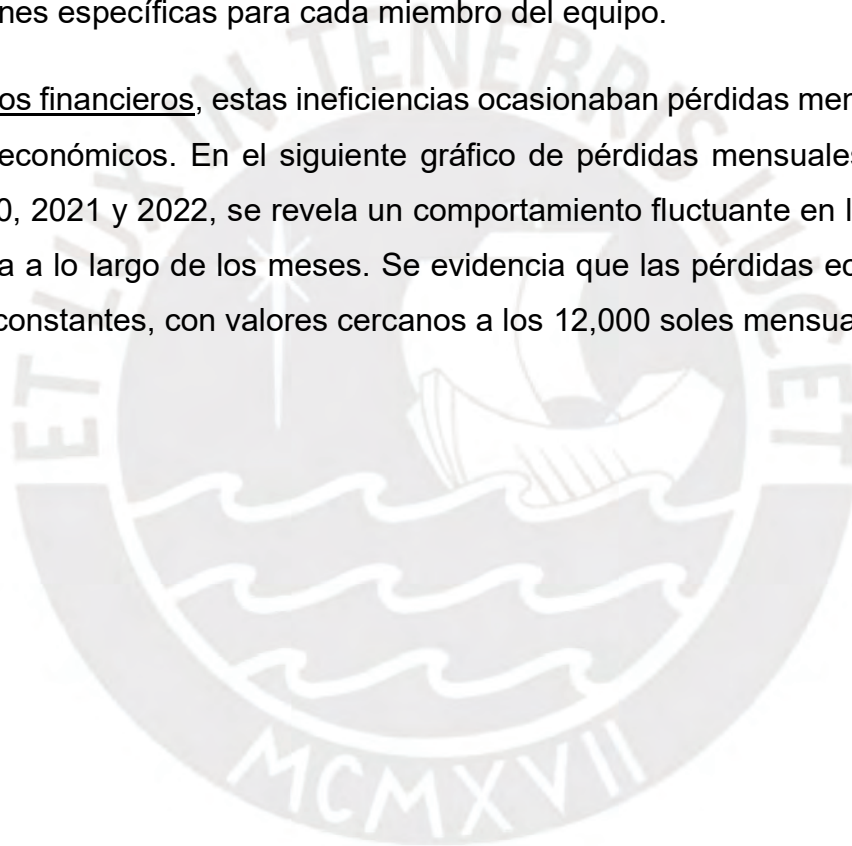 nes específicas para cada miembro del equipo.
os financieros, estas ineficiencias ocasionaban pérdidas men
económicos. En el siguiente gráfico de pérdidas mensuales
0, 2021 y 2022, se revela un comportamiento fluctuante en l
a a lo largo de los meses. Se evidencia que las pérdidas ec
constantes, con valores cercanos a los 12,000 soles mensua
ET LUX IN TENEBRIS LUCET
MCMXVII